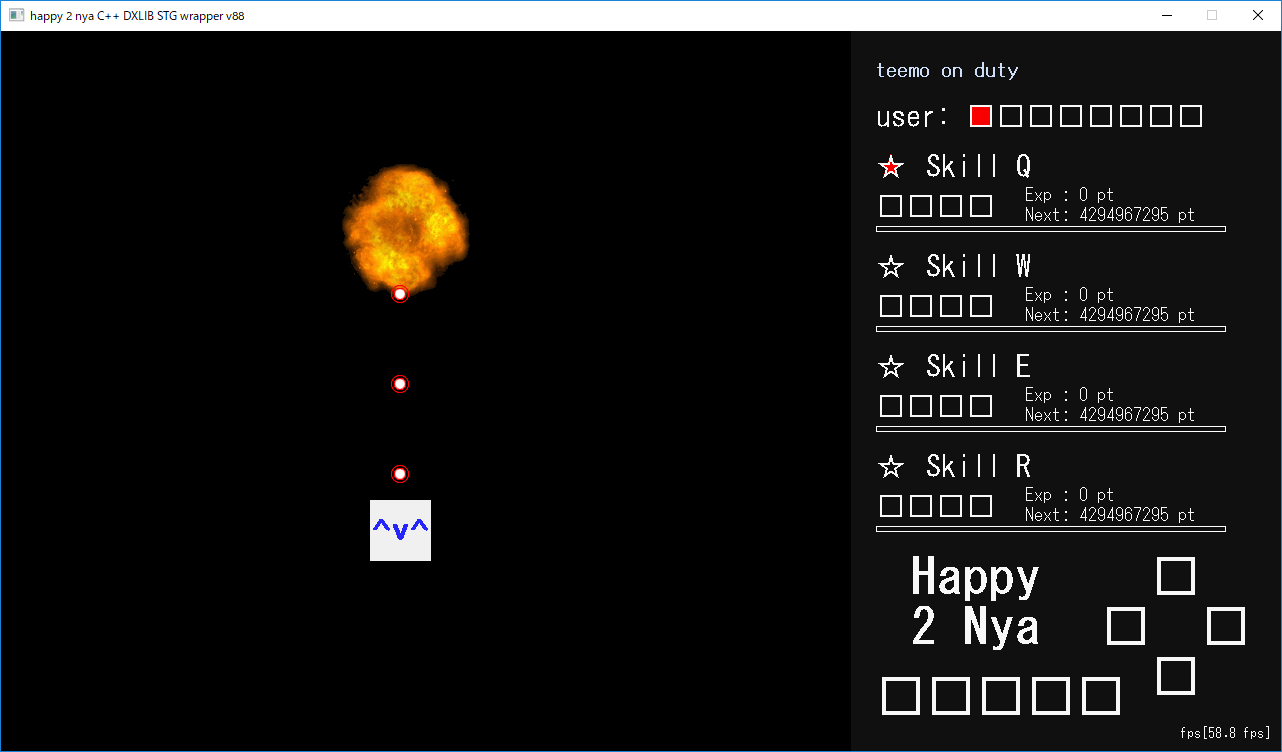 happy 2 nya C++ DXLIB STG wrapper v88
teemo on duty
user:
☆ Skill Q
Exp : 0 pt
Next: 4294967295 pt
☆ Skill W
Exp : 0 pt
Next: 4294967295 pt
☆ Skill E
Exp : 0 pt
Next: 4294967295 pt
☆ Skill R
Exp : 0 pt
Next: 4294967295 pt
^v^
Happy
2 Nya
fps[58.8 fps]